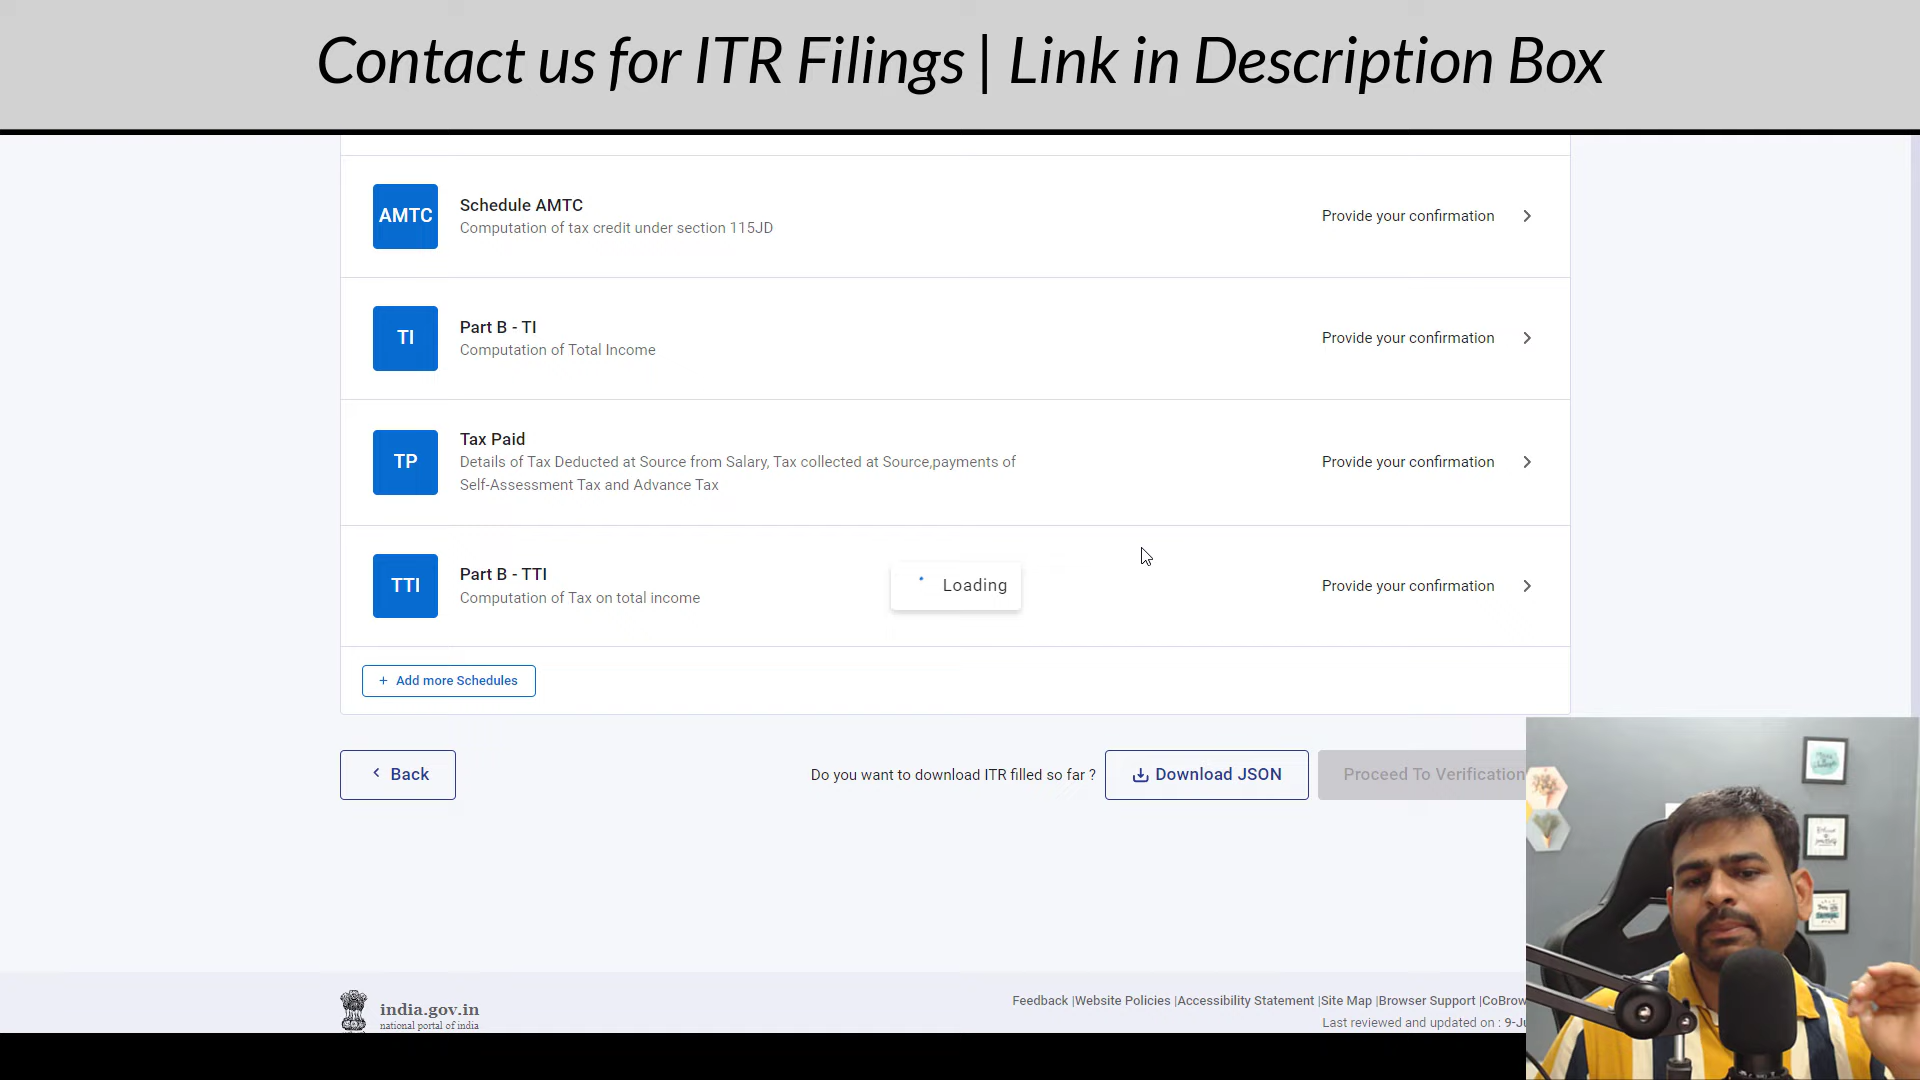 Contact us for ITR Filings | Link in Description Box
AMTC
Schedule AMTC
Computation of tax credit under section 115JD
Provide your confirmation
TI
Part B - TI
Computation of Total Income
Provide your confirmation
TP
Tax Paid
Details of Tax Deducted at Source from Salary, Tax collected at Source,payments of
Self-Assessment Tax and Advance Tax
Provide your confirmation
TTI
Part B - TTI
Computation of Tax on total income
Loading
Provide your confirmation
+ Add more Schedules
Back
Do you want to download ITR filled so far ?
Download JSON
Proceed To Verification
india.gov.in
national portal of india
Feedback |Website Policies |Accessibility Statement |Site Map |Browser Support |CoBrow
Last reviewed and updated on : 9-Ju